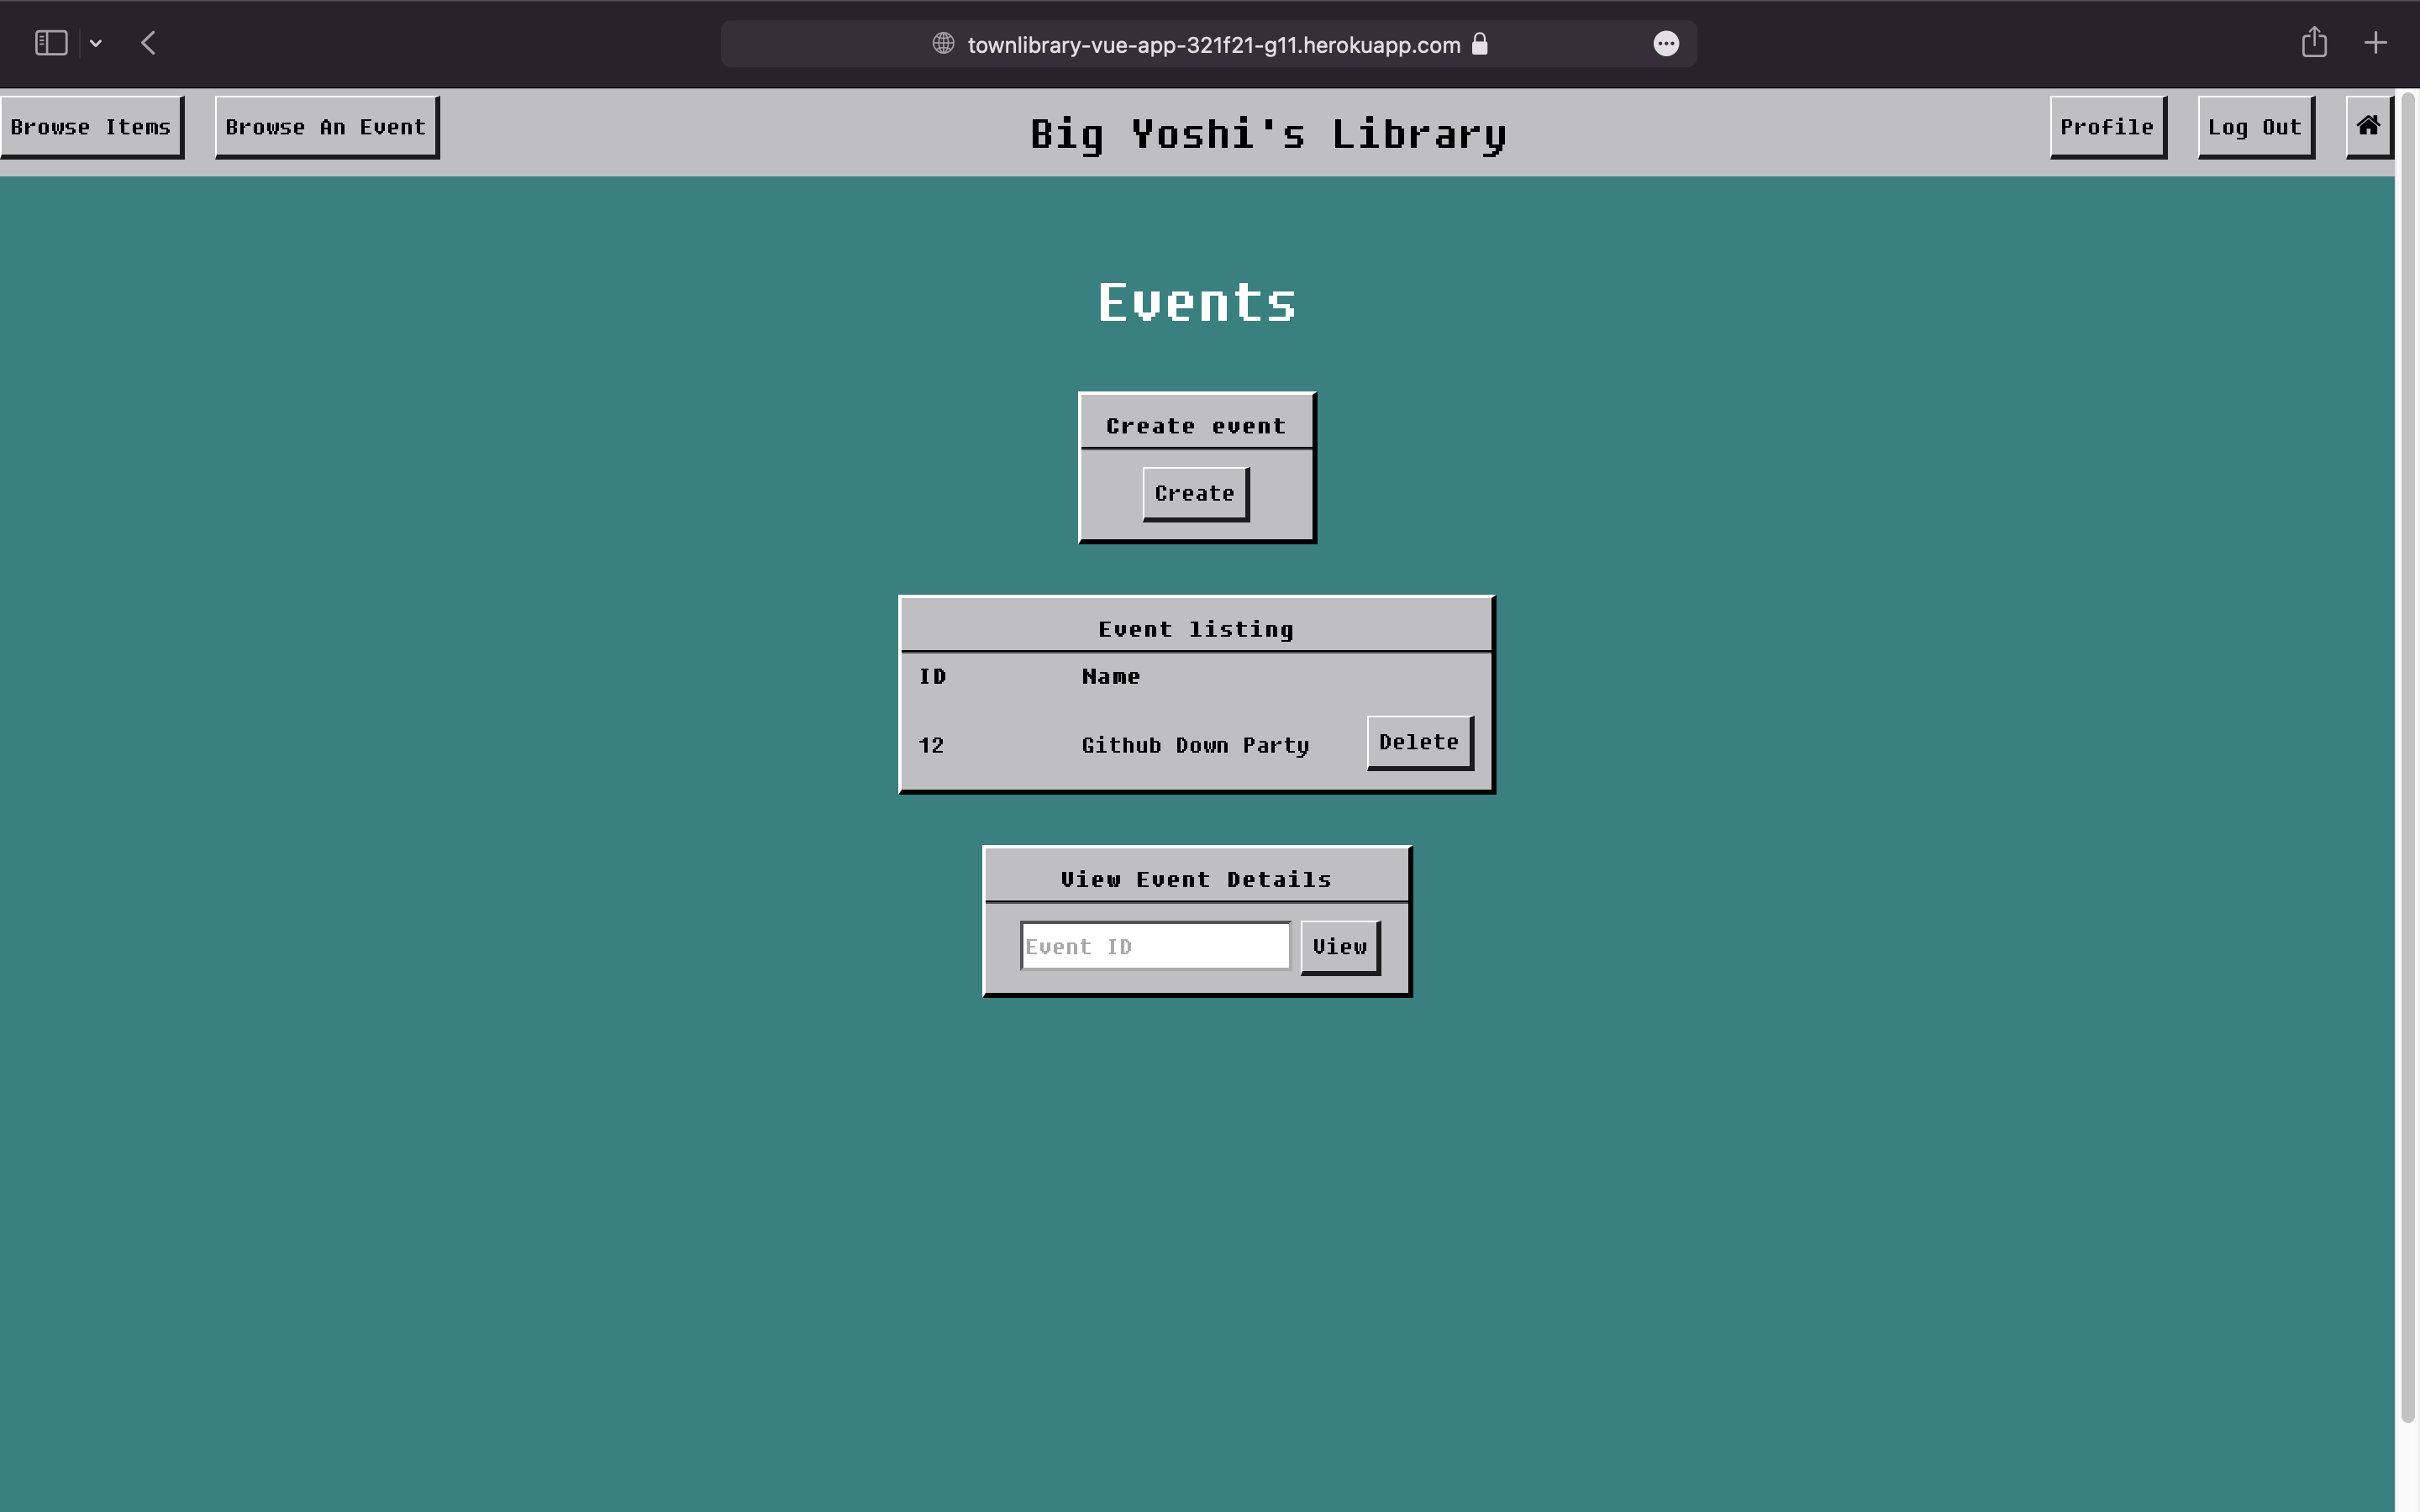 townlibrary-vue-app-321f21-g11.herokuapp.com
Browse Items Browse An Event Big Yoshi's Library Profile Log Out
Events
Create event
Create
Event listing
ID Name
12 Github Down Party Delete
View Event Details
Event ID View